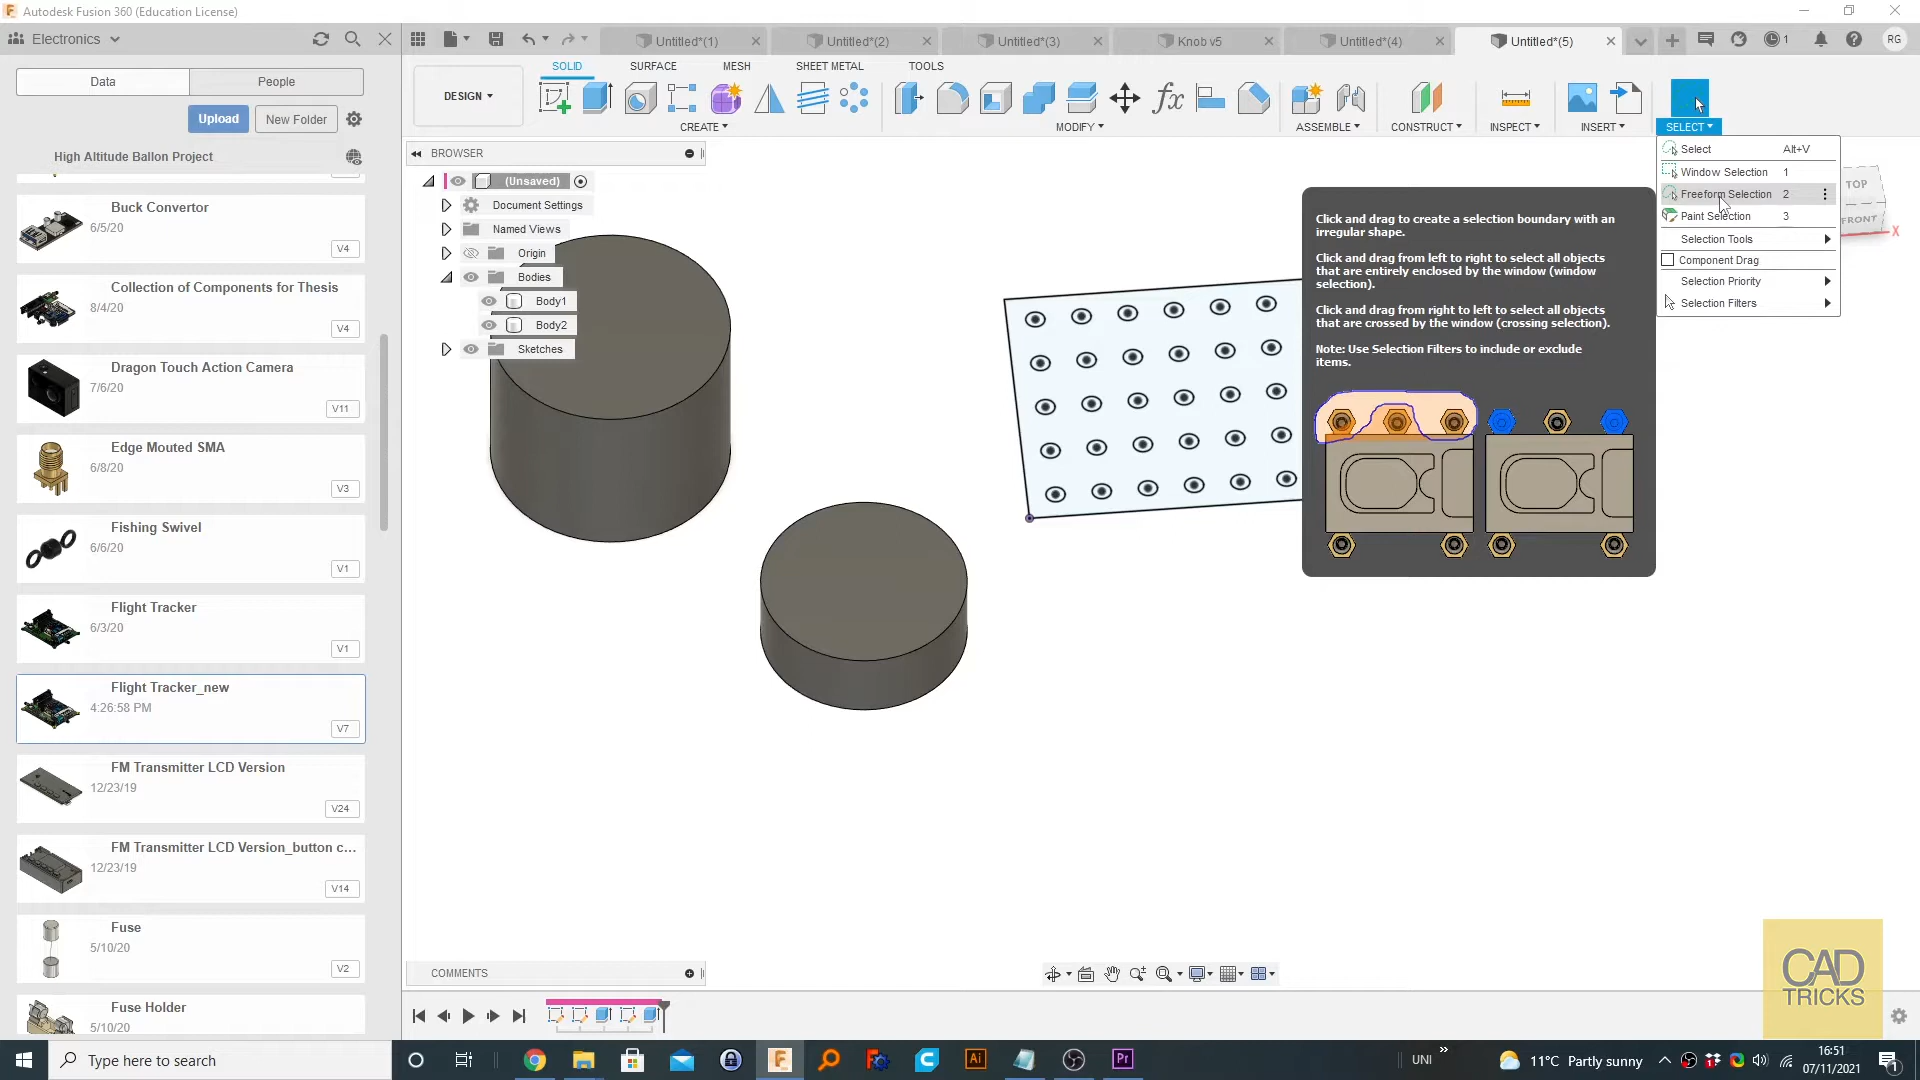 Autodesk Fusion 360 (Education License)
Electronics
Untitled*(1)
Untitled*(2)
Untitled*(3)
Knob v5
Untitled*(4)
Untitled*(5)
1
RG
Data
People
Upload
New Folder
High Altitude Ballon Project
Buck Convertor
6/5/20
V4
Collection of Components for Thesis
8/4/20
V4
Dragon Touch Action Camera
7/6/20
V11
Edge Mouted SMA
6/8/20
V3
Fishing Swivel
6/6/20
V1
Flight Tracker
6/3/20
V1
Flight Tracker_new
4:26:58 PM
V7
FM Transmitter LCD Version
12/23/19
V24
FM Transmitter LCD Version_button c...
12/23/19
V14
Fuse
5/10/20
V2
Fuse Holder
5/10/20
DESIGN
SOLID
SURFACE
MESH
SHEET METAL
TOOLS
CREATE
MODIFY
ASSEMBLE
CONSTRUCT
INSPECT
INSERT
SELECT
BROWSER
(Unsaved)
Document Settings
Named Views
Origin
Bodies
Body1
Body2
Sketches
Select Alt+V
Window Selection 1
Freeform Selection 2
Paint Selection 3
Selection Tools
Component Drag
Selection Priority
Selection Filters
TOP
FRONT
X
Click and drag to create a selection boundary with an
irregular shape.
Click and drag from left to right to select all objects
that are entirely enclosed by the window (window
selection).
Click and drag from right to left to select all objects
that are crossed by the window (crossing selection).
Note: Use Selection Filters to include or exclude
items.
COMMENTS
CAD
TRICKS
Type here to search
Ai
Pr
UNI
11°C Partly sunny
16:51
07/11/2021
1